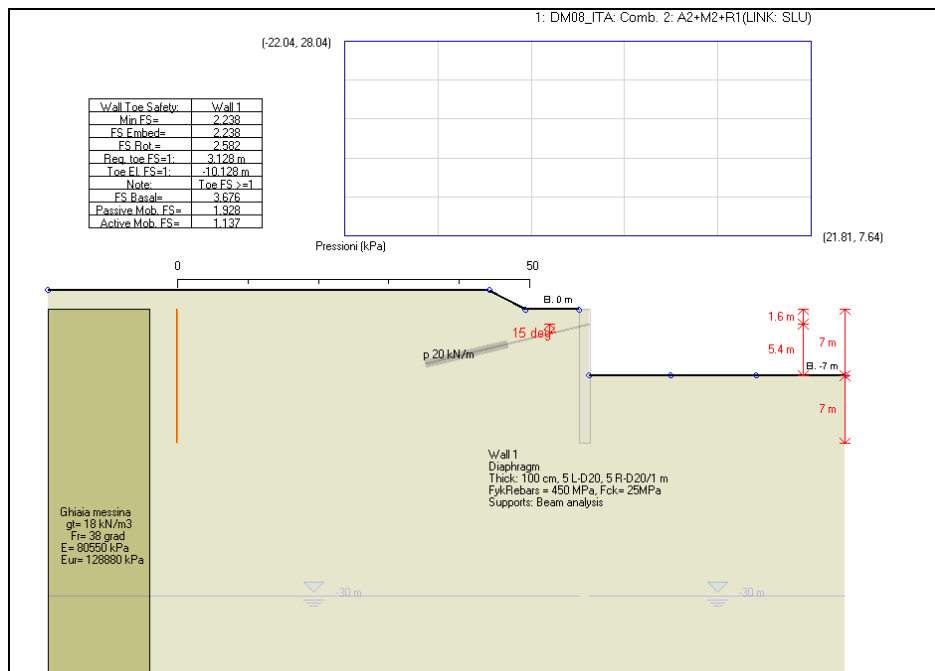 1: DM08_ITA: Comb. 2: A2+M2+R1(LINK: SLU)
(-22.04, 28.04)
Wall Toe Safety: Wall 1
Min FS= 2.238
FS Embed= 2.238
FS Rot.= 2.582
Req. toe FS=1: 3.128 m
Toe El. FS=1: -10.128 m
Note: Toe FS >=1
FS Basal= 3.676
Passive Mob. FS= 1.928
Active Mob. FS= 1.137
(21.81, 7.64)
Pressioni (kPa)
0 50
El. 0 m
1.6 m
15 deg
7 m
p 20 kN/m
5.4 m
El. -7 m
7 m
Wall 1
Diaphragm
Thick: 100 cm, 5 L-D20, 5 R-D20/1 m
FykRebars = 450 MPa, Fck= 25MPa
Supports: Beam analysis
Ghiaia messina
gt= 18 kN/m3
Fr= 38 grad
E= 80550 kPa
Eur= 128880 kPa
-30 m -30 m